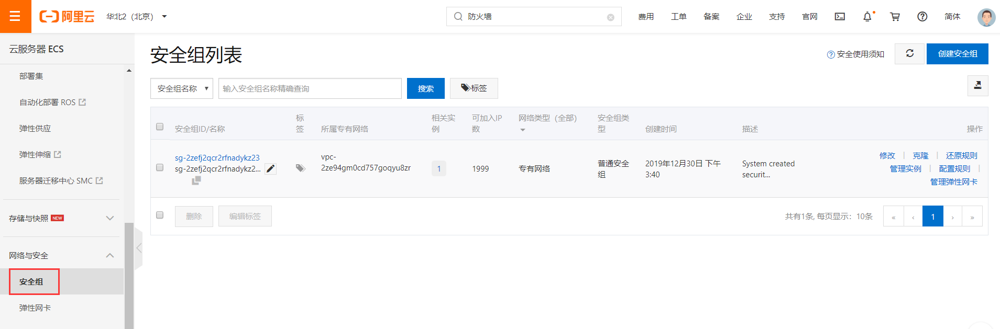 阿里云
华北2（北京）
防火墙
费用
工单
备案
企业
支持
官网
简体
云服务器 ECS
部署集
自动化部署 ROS
弹性供应
弹性伸缩
服务器迁移中心 SMC
存储与快照 NEW
网络与安全
安全组
弹性网卡
安全组列表
安全使用须知
创建安全组
安全组名称
输入安全组名称精确查询
搜索
标签
安全组ID/名称
标
签
所属专有网络
相关实
例
可加入IP
数
网络类型（全部）
安全组类
型
创建时间
描述
操作
sg-2zefj2qcr2rfnadykz23
sg-2zefj2qcr2rfnadykz2...
vpc-
2ze94gm0cd757goqyu8zr
1
1999
专有网络
普通安全
组
2019年12月30日 下午
3:40
System created
securit...
修改 | 克隆 | 还原规则
管理实例 | 配置规则 |
管理弹性网卡
删除
编辑标签
共有1条, 每页显示：10条
« ‹ 1 › »